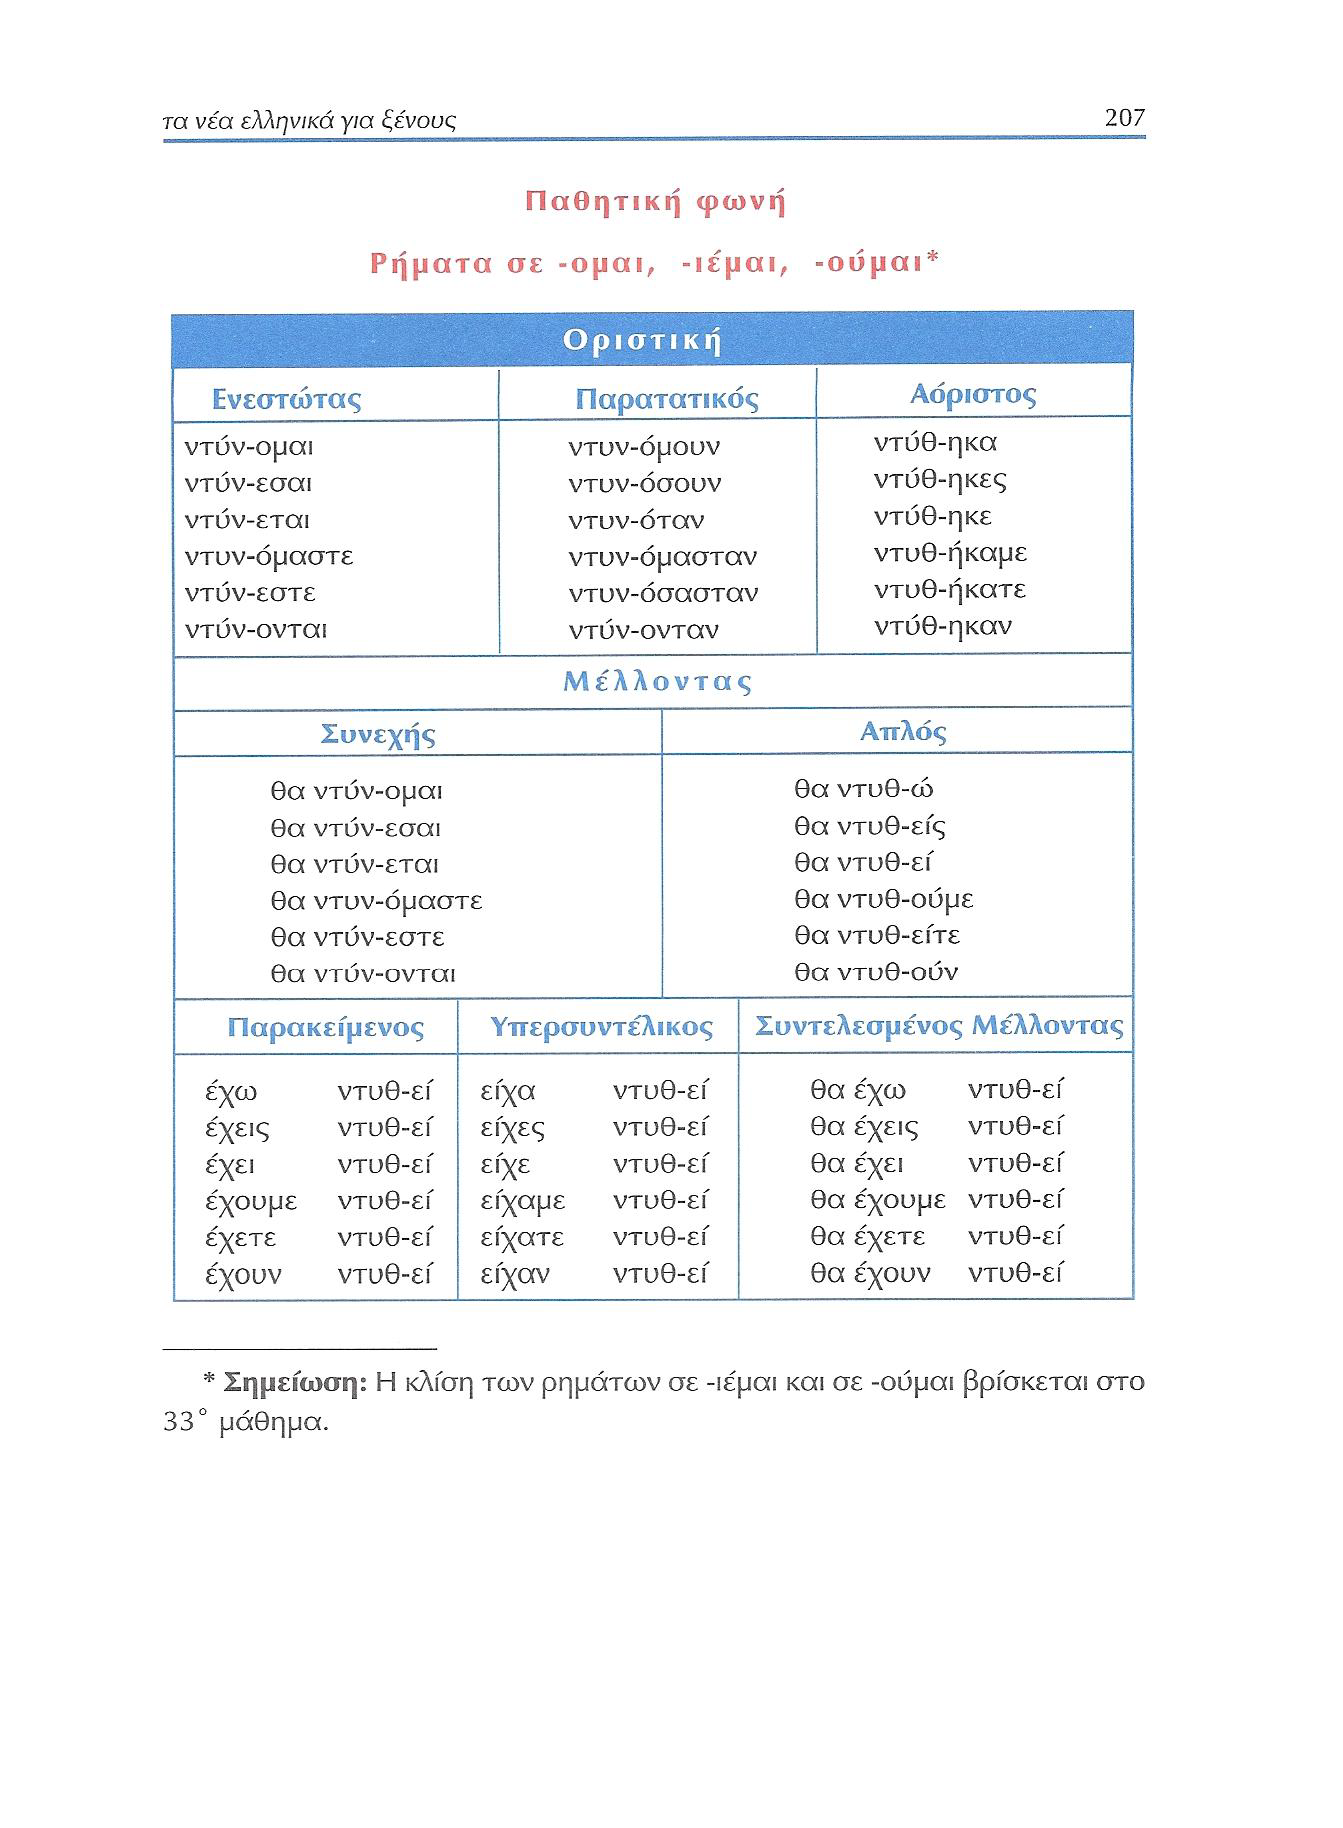 τα νέα ελληνικά για ξένους 207
Παθητική φωνή
Ρήματα σε -ομαι, -ιέμαι, -ούμαι*
Οριστική
Ενεστώτας Παρατατικός Αόριστος
ντύν-ομαι ντυν-όμουν ντύθ-ηκα
ντύν-εσαι ντυν-όσουν ντύθ-ηκες
ντύν-εται ντυν-όταν ντύθ-ηκε
ντυν-όμαστε ντυν-όμασταν ντυθ-ήκαμε
ντύν-εστε ντυν-όσασταν ντυθ-ήκατε
ντύν-ονται ντύν-ονταν ντύθ-ηκαν
Μέλλοντας
Συνεχής Απλός
θα ντύν-ομαι θα ντυθ-ώ
θα ντύν-εσαι θα ντυθ-είς
θα ντύν-εται θα ντυθ-εί
θα ντυν-όμαστε θα ντυθ-ούμε
θα ντύν-εστε θα ντυθ-είτε
θα ντύν-ονται θα ντυθ-ούν
Παρακείμενος Υπερσυντέλικος Συντελεσμένος Μέλλοντας
έχω ντυθ-εί είχα ντυθ-εί θα έχω ντυθ-εί
έχεις ντυθ-εί είχες ντυθ-εί θα έχεις ντυθ-εί
έχει ντυθ-εί είχε ντυθ-εί θα έχει ντυθ-εί
έχουμε ντυθ-εί είχαμε ντυθ-εί θα έχουμε ντυθ-εί
έχετε ντυθ-εί είχατε ντυθ-εί θα έχετε ντυθ-εί
έχουν ντυθ-εί είχαν ντυθ-εί θα έχουν ντυθ-εί
* Σημείωση: Η κλίση των ρημάτων σε -ιέμαι και σε -ούμαι βρίσκεται στο
33° μάθημα.